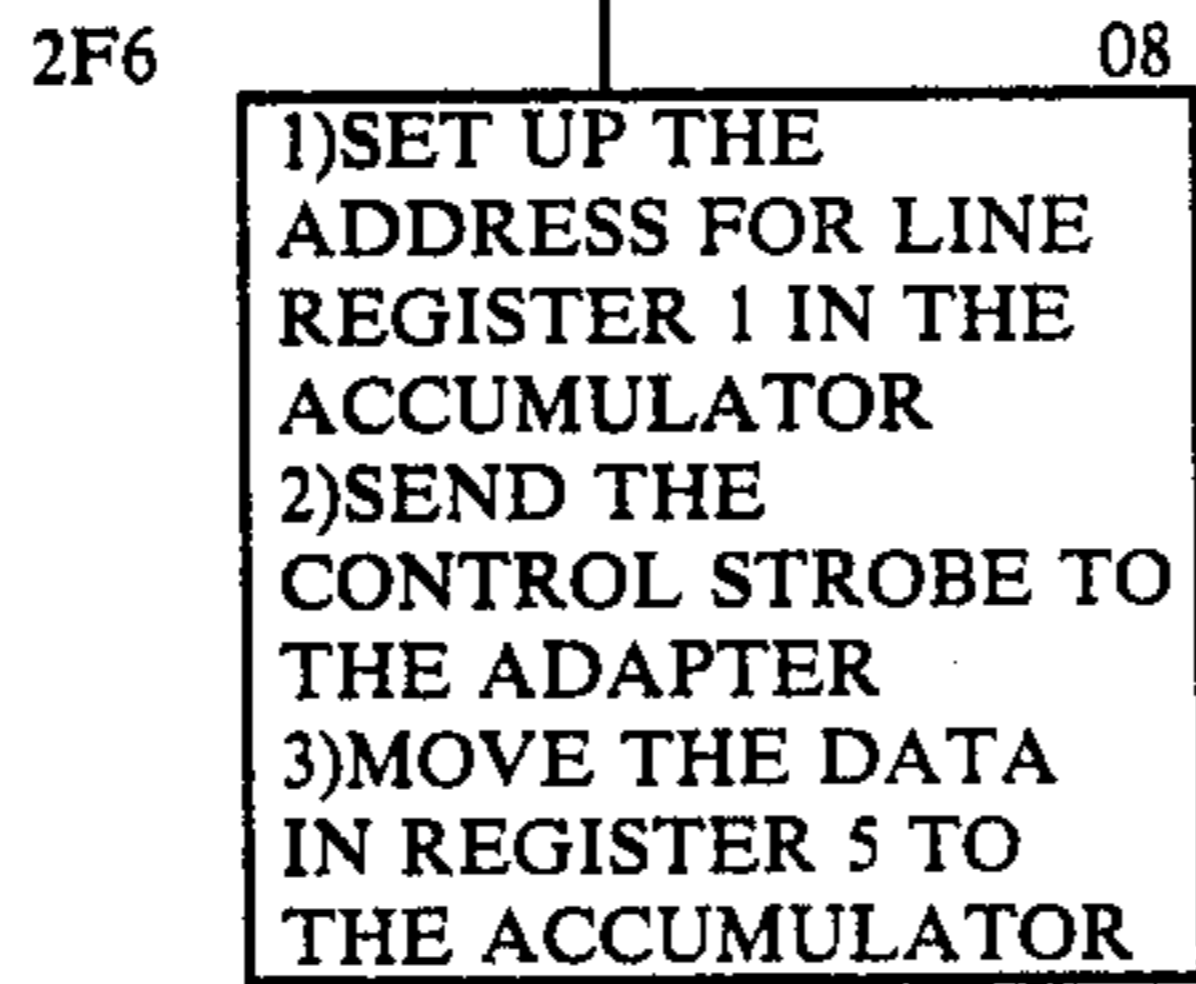 2F6 08
1)SET UP THE
ADDRESS FOR LINE
REGISTER 1 IN THE
ACCUMULATOR
2)SEND THE
CONTROL STROBE TO
THE ADAPTER
3)MOVE THE DATA
IN REGISTER 5 TO
THE ACCUMULATOR